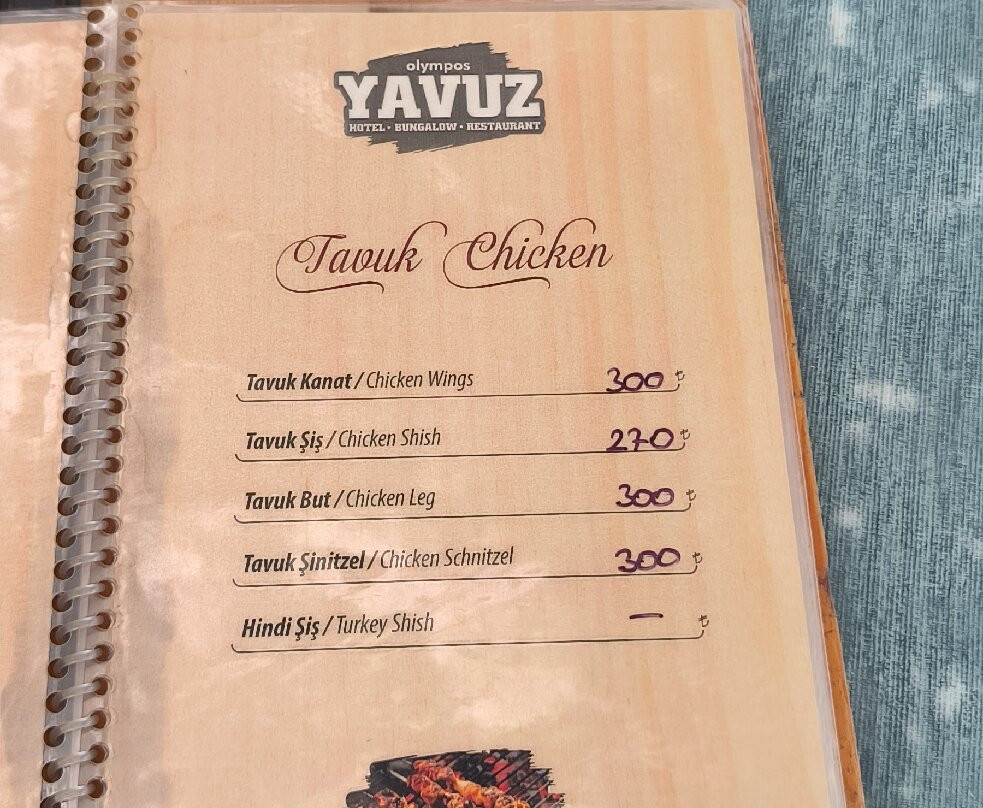 olympos
YAVUZ
HOTEL • BUNGALOW • RESTAURANT
Tavuk Chicken
Tavuk Kanat / Chicken Wings 300 ₺
Tavuk Şiş / Chicken Shish 270 ₺
Tavuk But / Chicken Leg 300 ₺
Tavuk Şinitzel / Chicken Schnitzel 300 ₺
Hindi Şiş / Turkey Shish — ₺